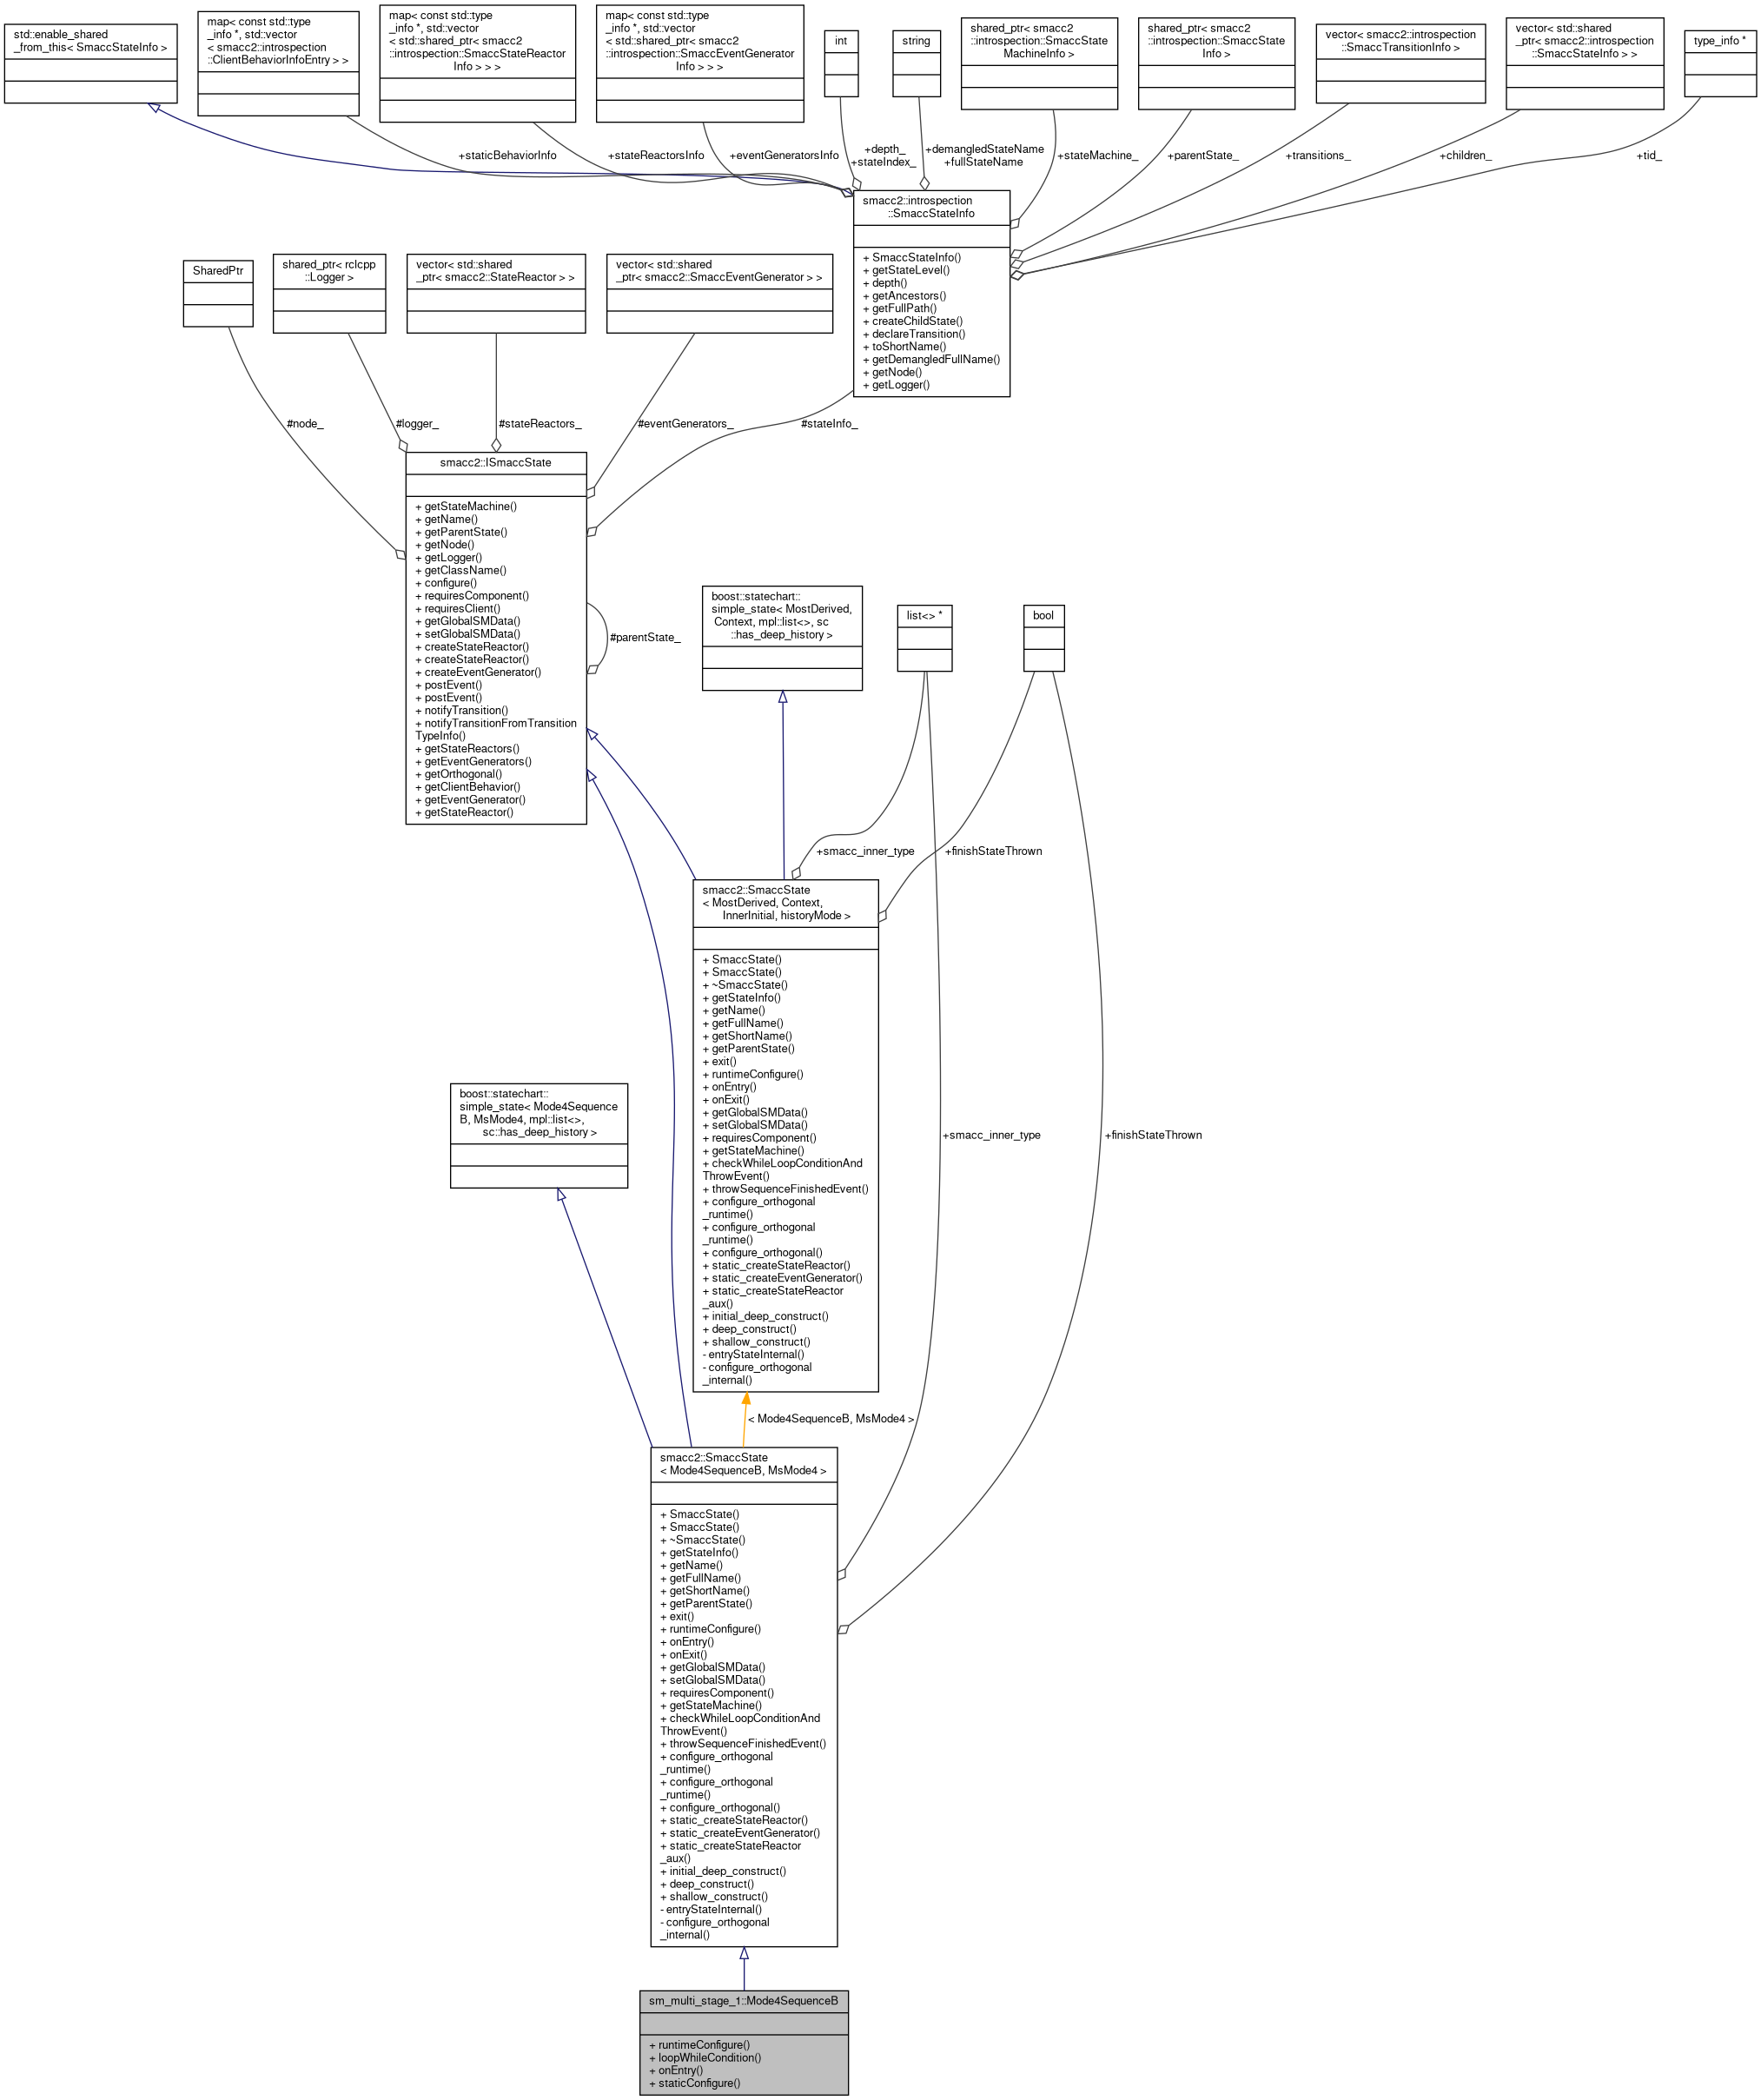 std::enable_shared
_from_this< SmaccStateInfo >
map< const std::type
_info *, std::vector
< smacc2::introspection
::ClientBehaviorInfoEntry > >
map< const std::type
_info *, std::vector
< std::shared_ptr< smacc2
::introspection::SmaccStateReactor
Info > > >
map< const std::type
_info *, std::vector
< std::shared_ptr< smacc2
::introspection::SmaccEventGenerator
Info > > >
int
string
shared_ptr< smacc2
::introspection::SmaccState
MachineInfo >
shared_ptr< smacc2
::introspection::SmaccState
Info >
vector< smacc2::introspection
::SmaccTransitionInfo >
vector< std::shared
_ptr< smacc2::introspection
::SmaccStateInfo > >
type_info *
+staticBehaviorInfo
+stateReactorsInfo
+eventGeneratorsInfo
+depth_
+stateIndex_
+demangledStateName
+fullStateName
+stateMachine_
+parentState_
+transitions_
+children_
+tid_
smacc2::introspection
::SmaccStateInfo
+ SmaccStateInfo()
+ getStateLevel()
+ depth()
+ getAncestors()
+ getFullPath()
+ createChildState()
+ declareTransition()
+ toShortName()
+ getDemangledFullName()
+ getNode()
+ getLogger()
SharedPtr
shared_ptr< rclcpp
::Logger >
vector< std::shared
_ptr< smacc2::StateReactor > >
vector< std::shared
_ptr< smacc2::SmaccEventGenerator > >
#node_
#logger_
#stateReactors_
#eventGenerators_
#stateInfo_
smacc2::ISmaccState
+ getStateMachine()
+ getName()
+ getParentState()
+ getNode()
+ getLogger()
+ getClassName()
+ configure()
+ requiresComponent()
+ requiresClient()
+ getGlobalSMData()
+ setGlobalSMData()
+ createStateReactor()
+ createStateReactor()
+ createEventGenerator()
+ postEvent()
+ postEvent()
+ notifyTransition()
+ notifyTransitionFromTransition
TypeInfo()
+ getStateReactors()
+ getEventGenerators()
+ getOrthogonal()
+ getClientBehavior()
+ getEventGenerator()
+ getStateReactor()
#parentState_
boost::statechart::
simple_state< MostDerived,
Context, mpl::list<>, sc
::has_deep_history >
list<> *
bool
+smacc_inner_type
+finishStateThrown
smacc2::SmaccState
< MostDerived, Context,
InnerInitial, historyMode >
+ SmaccState()
+ SmaccState()
+ ~SmaccState()
+ getStateInfo()
+ getName()
+ getFullName()
+ getShortName()
+ getParentState()
+ exit()
+ runtimeConfigure()
+ onEntry()
+ onExit()
+ getGlobalSMData()
+ setGlobalSMData()
+ requiresComponent()
+ getStateMachine()
+ checkWhileLoopConditionAnd
ThrowEvent()
+ throwSequenceFinishedEvent()
+ configure_orthogonal
_runtime()
+ configure_orthogonal
_runtime()
+ configure_orthogonal()
+ static_createStateReactor()
+ static_createEventGenerator()
+ static_createStateReactor
_aux()
+ initial_deep_construct()
+ deep_construct()
+ shallow_construct()
- entryStateInternal()
- configure_orthogonal
_internal()
boost::statechart::
simple_state< Mode4Sequence
B, MsMode4, mpl::list<>,
sc::has_deep_history >
+smacc_inner_type
+finishStateThrown
< Mode4SequenceB, MsMode4 >
smacc2::SmaccState
< Mode4SequenceB, MsMode4 >
+ SmaccState()
+ SmaccState()
+ ~SmaccState()
+ getStateInfo()
+ getName()
+ getFullName()
+ getShortName()
+ getParentState()
+ exit()
+ runtimeConfigure()
+ onEntry()
+ onExit()
+ getGlobalSMData()
+ setGlobalSMData()
+ requiresComponent()
+ getStateMachine()
+ checkWhileLoopConditionAnd
ThrowEvent()
+ throwSequenceFinishedEvent()
+ configure_orthogonal
_runtime()
+ configure_orthogonal
_runtime()
+ configure_orthogonal()
+ static_createStateReactor()
+ static_createEventGenerator()
+ static_createStateReactor
_aux()
+ initial_deep_construct()
+ deep_construct()
+ shallow_construct()
- entryStateInternal()
- configure_orthogonal
_internal()
sm_multi_stage_1::Mode4SequenceB
+ runtimeConfigure()
+ loopWhileCondition()
+ onEntry()
+ staticConfigure()